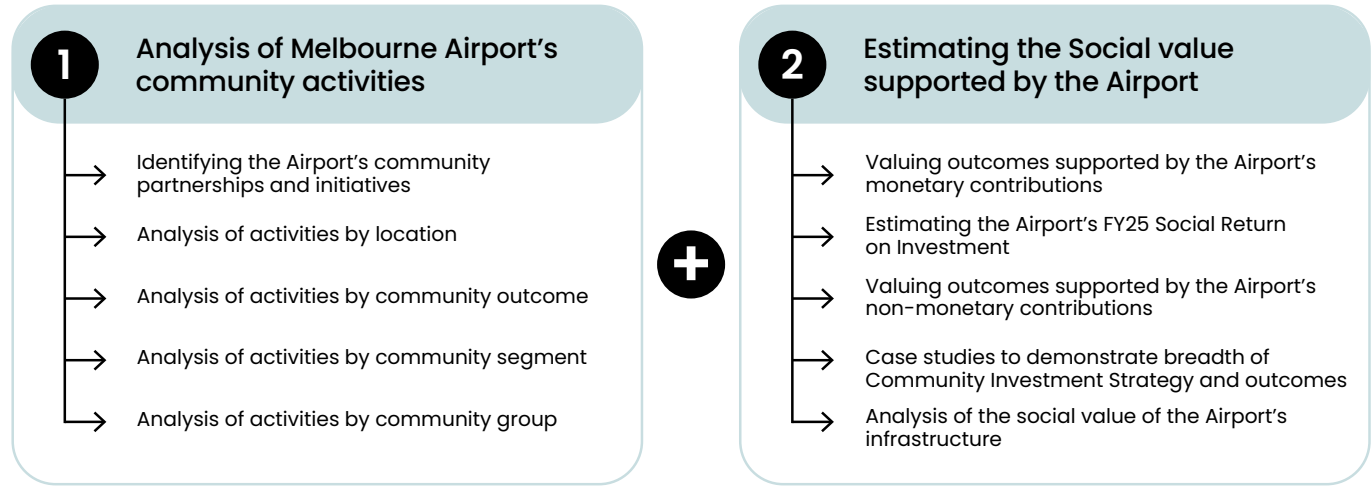 1
Analysis of Melbourne Airport’s
community activities
Identifying the Airport’s community
partnerships and initiatives
Analysis of activities by location
Analysis of activities by community outcome
Analysis of activities by community segment
Analysis of activities by community group
+
2
Estimating the Social value
supported by the Airport
Valuing outcomes supported by the Airport’s
monetary contributions
Estimating the Airport’s FY25 Social Return
on Investment
Valuing outcomes supported by the Airport’s
non-monetary contributions
Case studies to demonstrate breadth of
Community Investment Strategy and outcomes
Analysis of the social value of the Airport’s
infrastructure